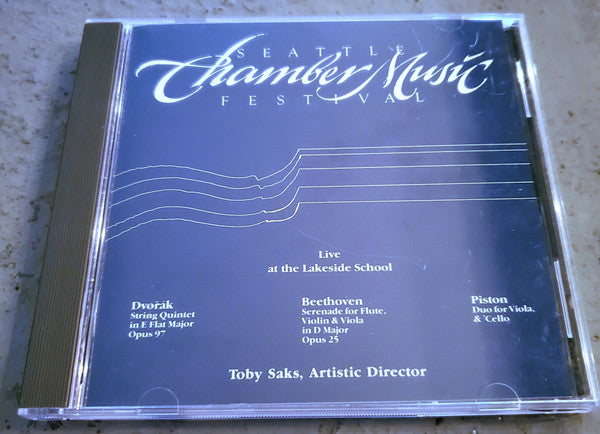 SEATTLE
Chamber Music
FESTIVAL
Live
at the Lakeside School
Dvořák
String Quintet
in E Flat Major
Opus 97
Beethoven
Serenade for Flute,
Violin & Viola
in D Major
Opus 25
Piston
Duo for Viola,
& 'Cello
Toby Saks, Artistic Director